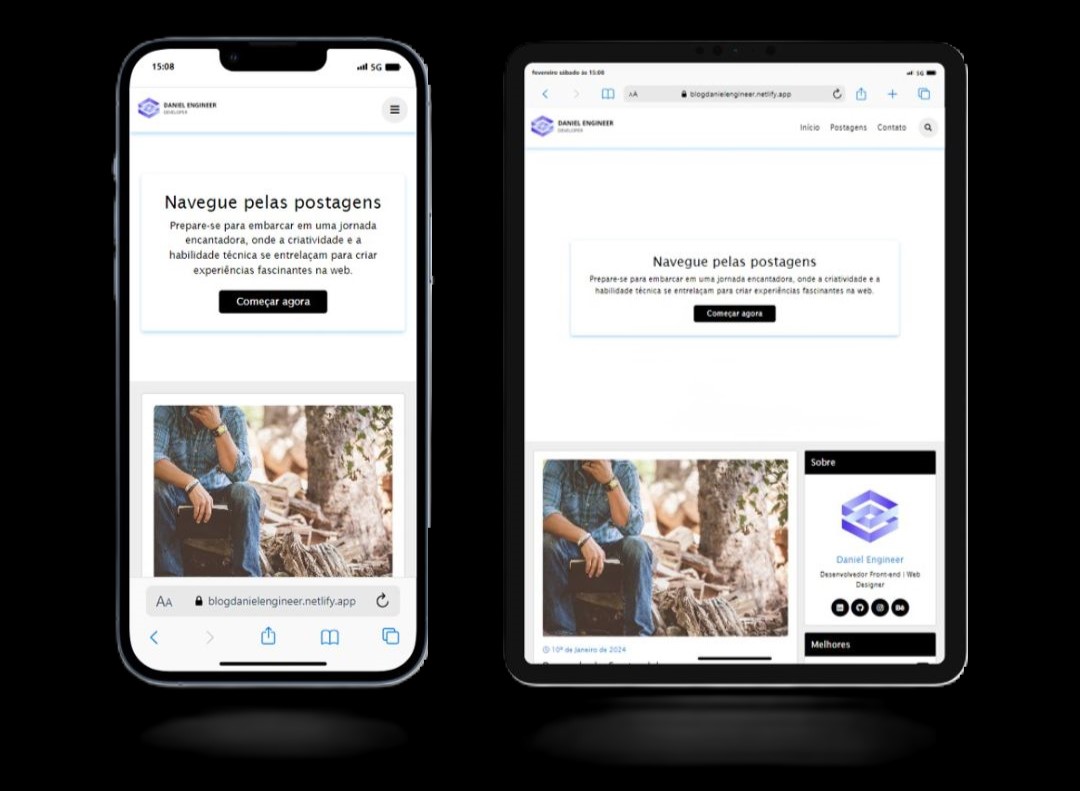 15:08
5G
DANIEL ENGINEER
DEVELOPER
Navegue pelas postagens
Prepare-se para embarcar em uma jornada
encantadora, onde a criatividade e a
habilidade técnica se entrelaçam para criar
experiências fascinantes na web.
Começar agora
AA
blogdanielengineer.netlify.app
fevereiro sábado às 15:08
5G
AA
blogdanielengineer.netlify.app
DANIEL ENGINEER
DEVELOPER
Início Postagens Contato
Navegue pelas postagens
Prepare-se para embarcar em uma jornada encantadora, onde a criatividade e a
habilidade técnica se entrelaçam para criar experiências fascinantes na web.
Começar agora
10º de Janeiro de 2024
Sobre
Daniel Engineer
Desenvolvedor Front-end | Web
Designer
Bē
Melhores